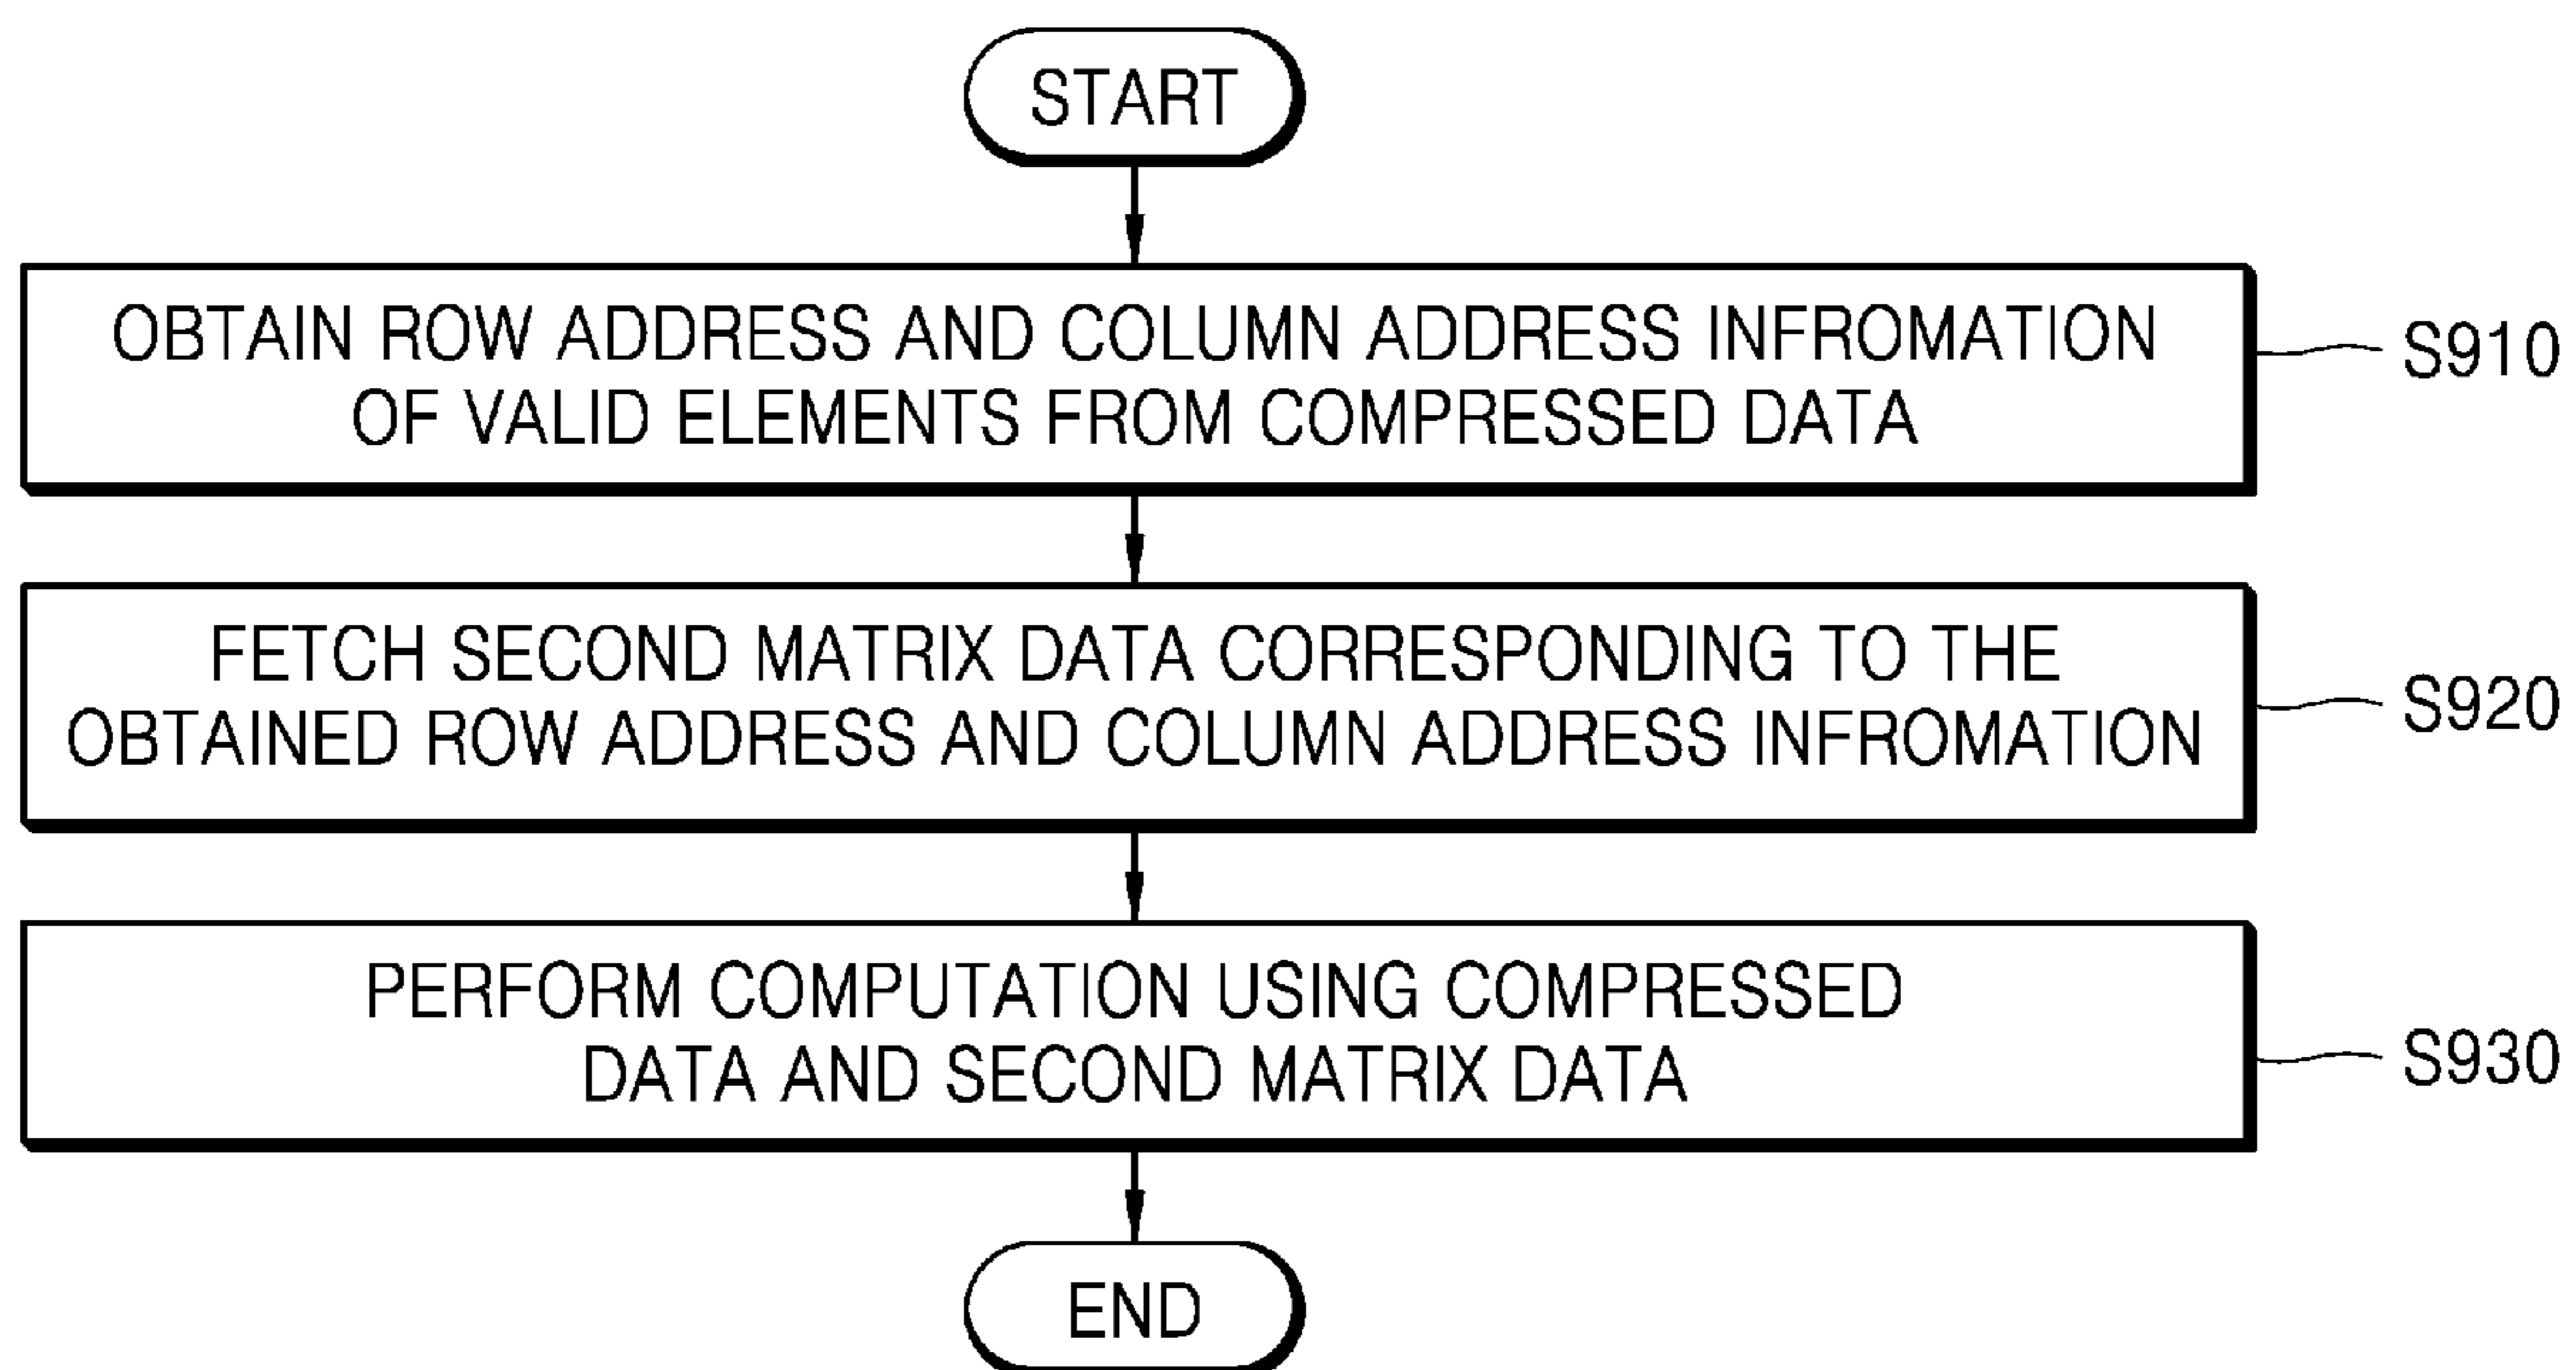 START
OBTAIN ROW ADDRESS AND COLUMN ADDRESS INFROMATION
OF VALID ELEMENTS FROM COMPRESSED DATA
S910
FETCH SECOND MATRIX DATA CORRESPONDING TO THE
OBTAINED ROW ADDRESS AND COLUMN ADDRESS INFROMATION
S920
PERFORM COMPUTATION USING COMPRESSED
DATA AND SECOND MATRIX DATA
S930
END